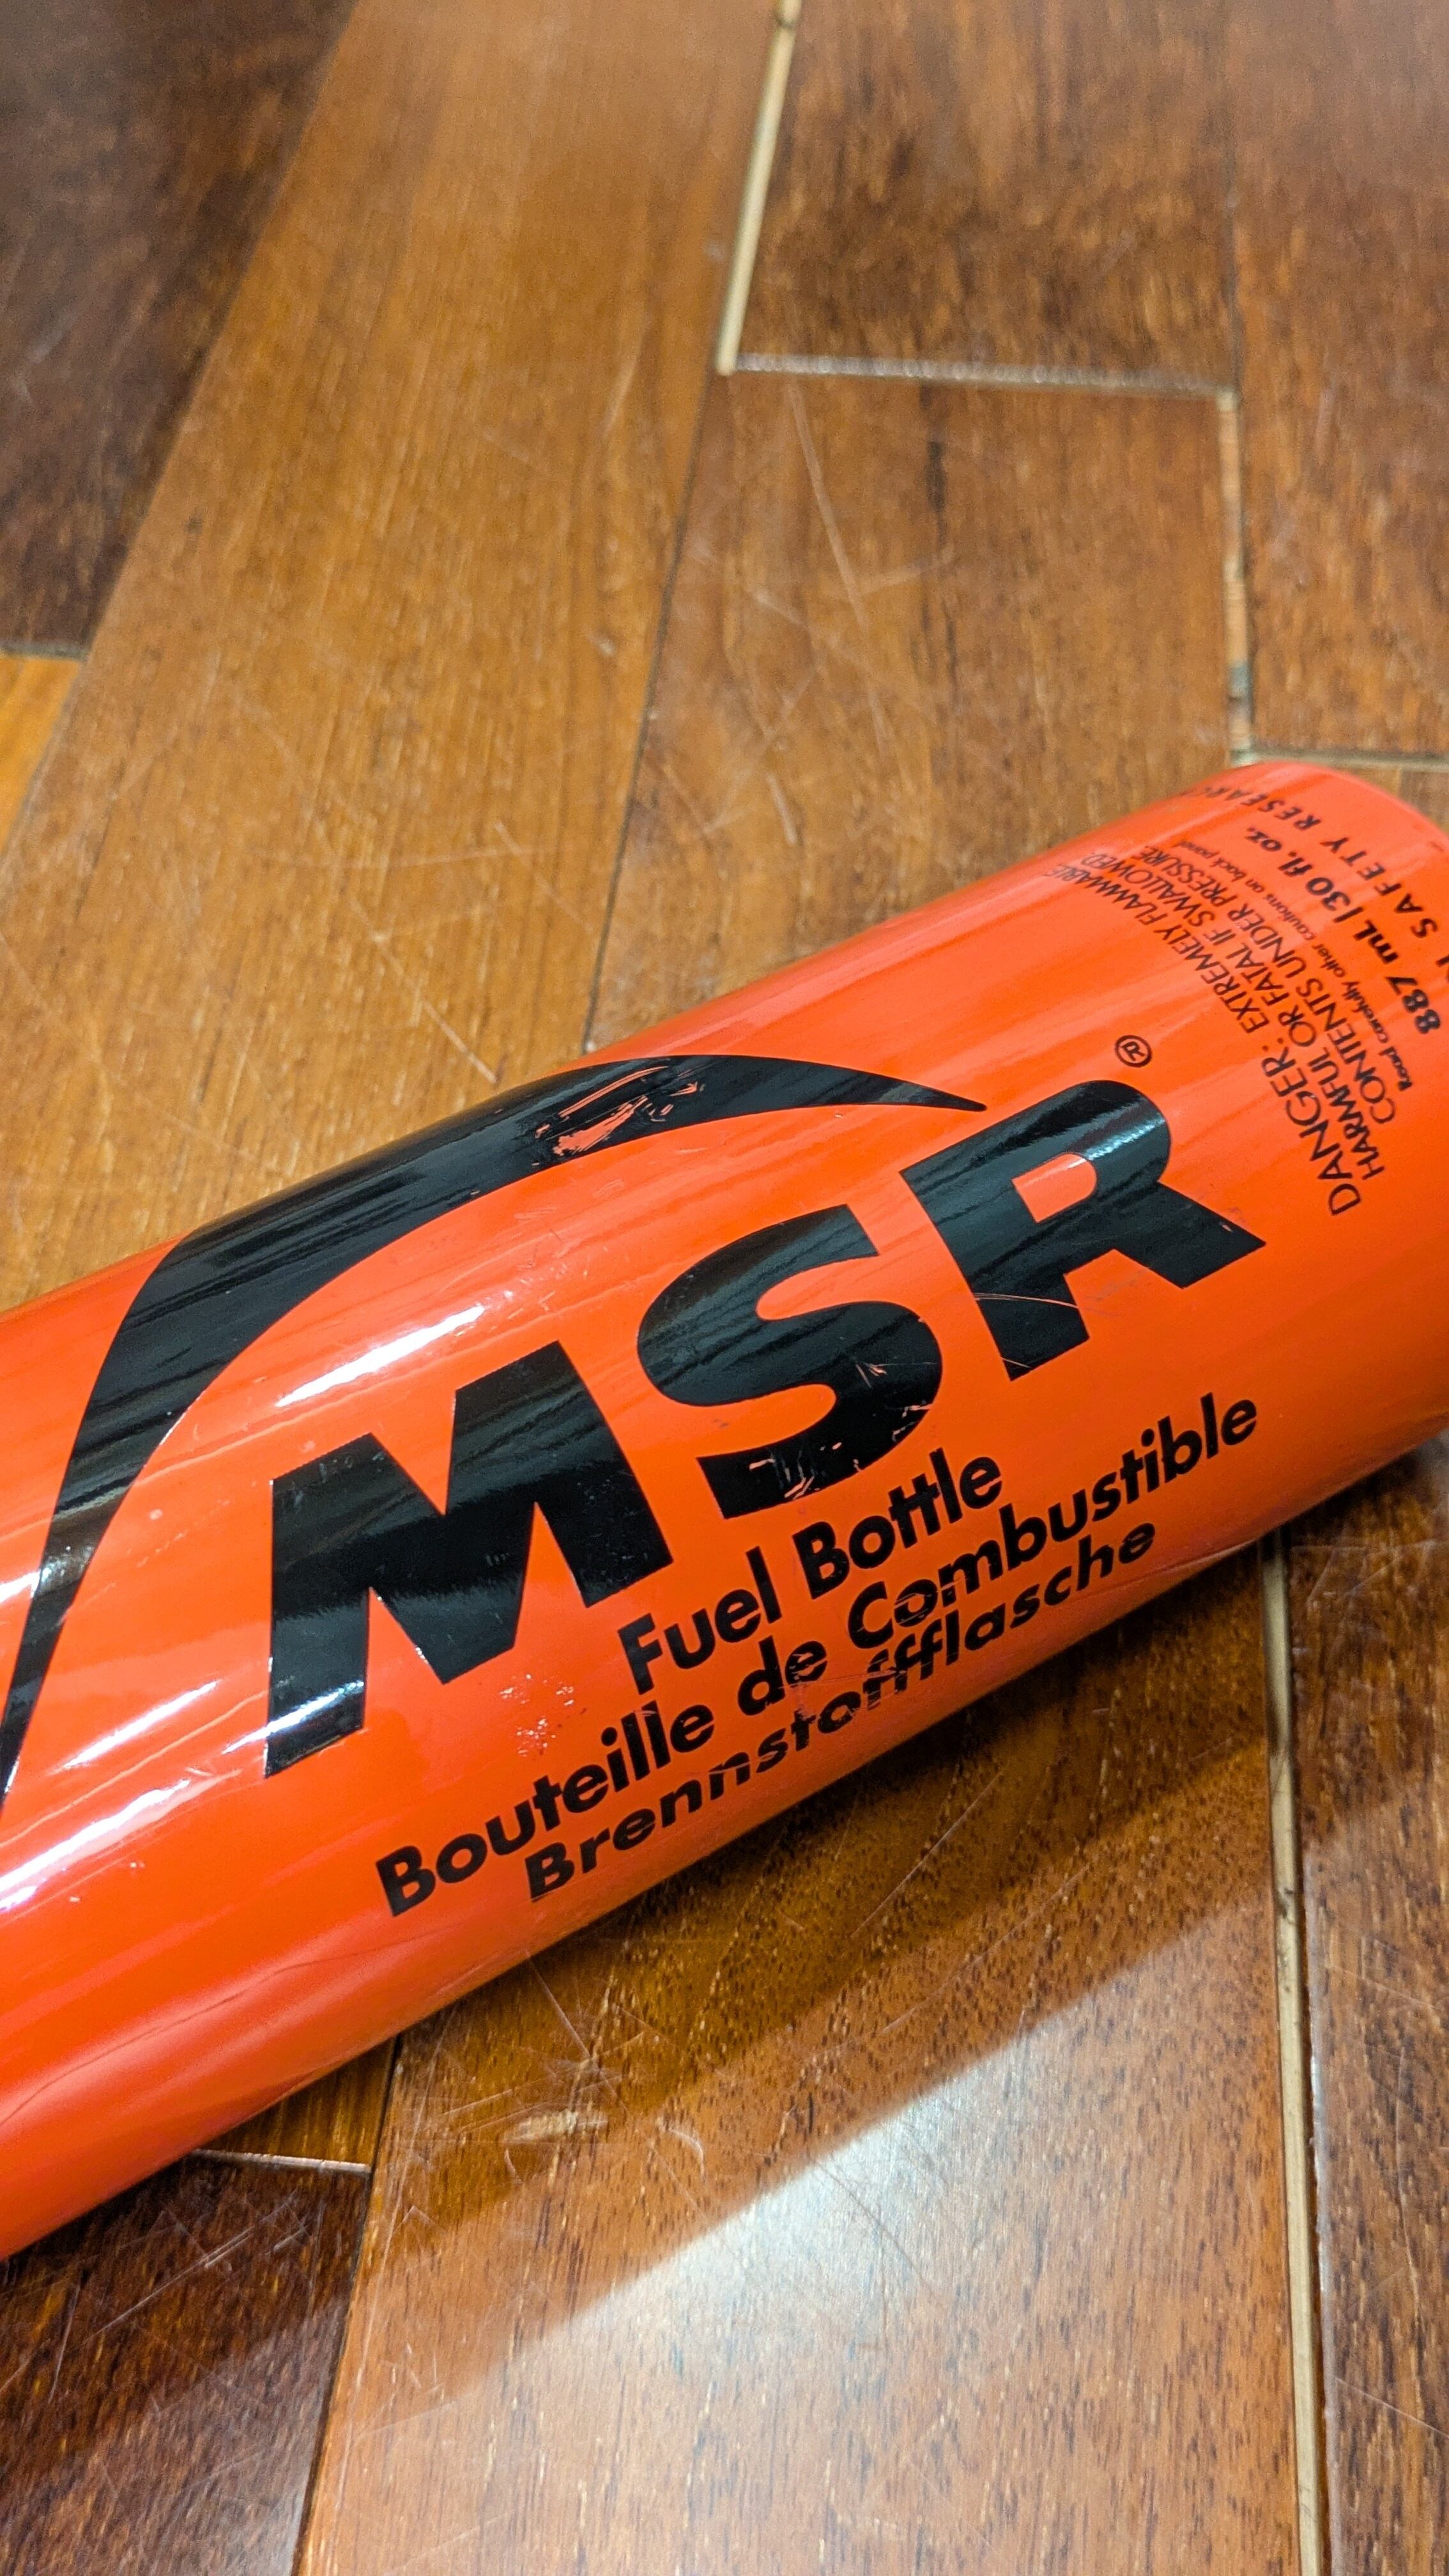 MSR®
Fuel Bottle
Bouteille de Combustible
Brennstoffflasche
DANGER: EXTREMELY FLAMMABLE
HARMFUL OR FATAL IF SWALLOWED
CONTENTS UNDER PRESSURE
Read carefully other cautions on back panel
887 mL | 30 fl. oz.
SAFETY RESEARCH